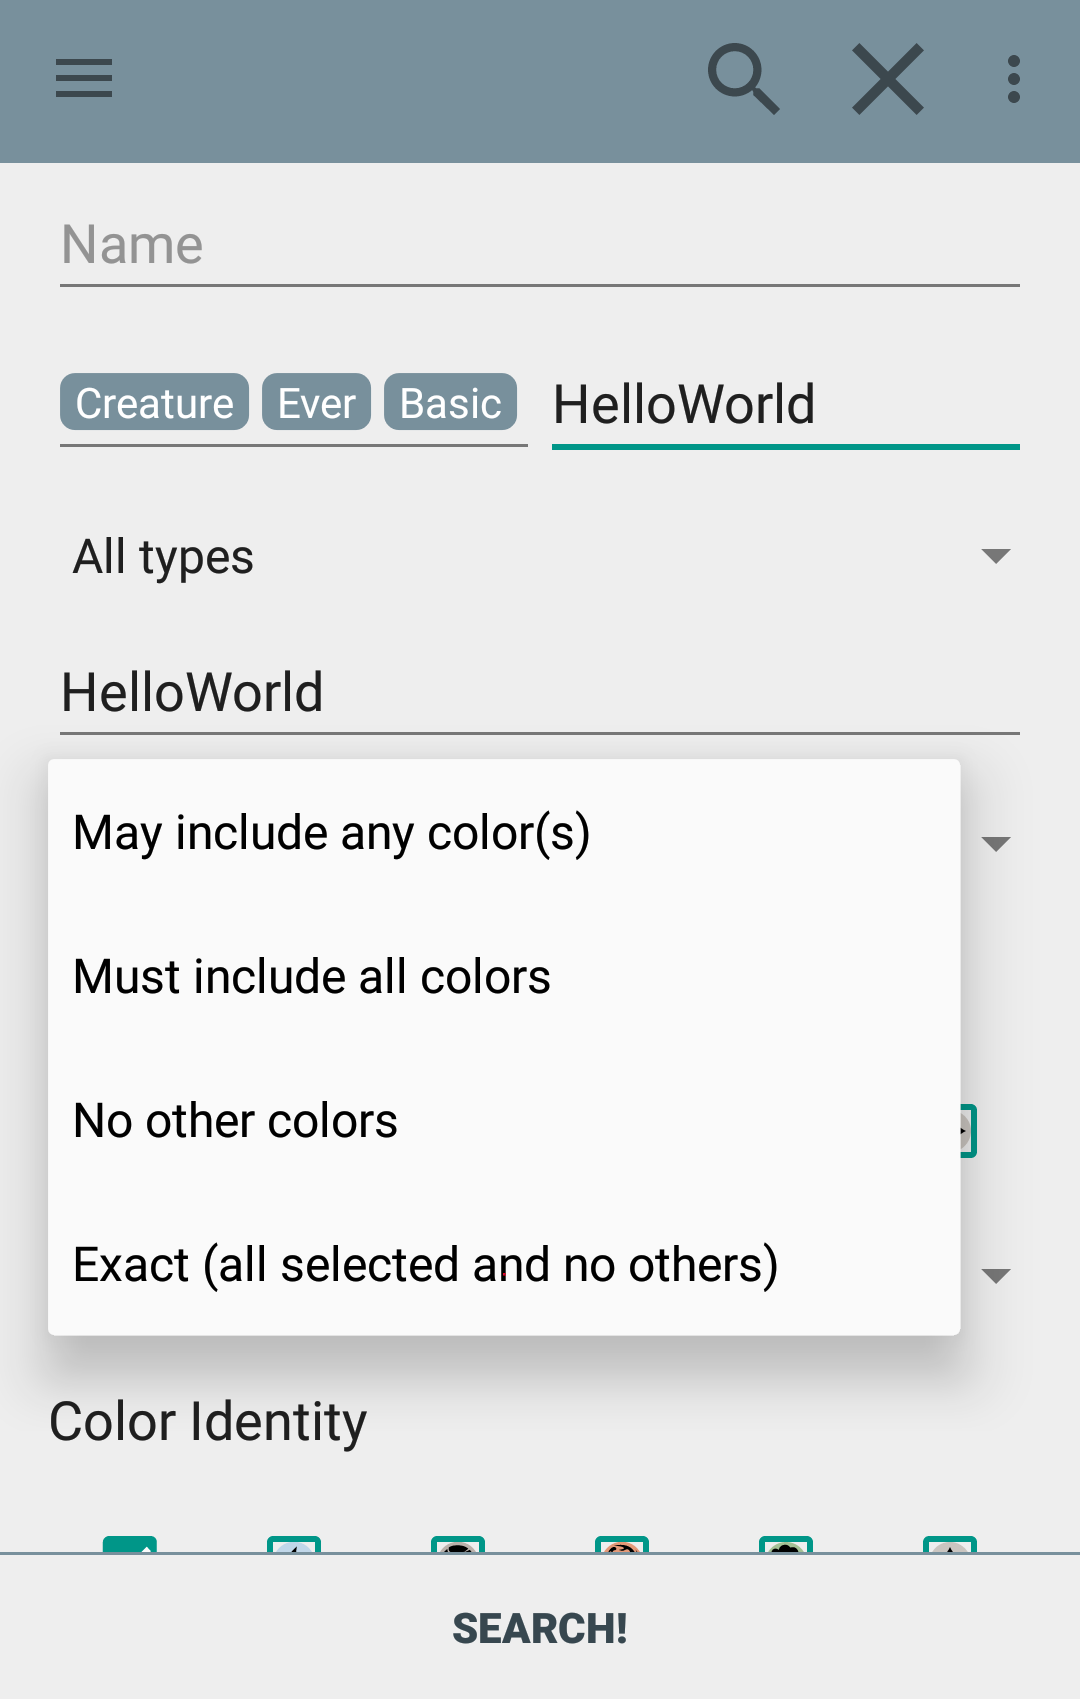 Name
Creature Ever Basic HelloWorld
All types
HelloWorld
May include any color(s)
Must include all colors
No other colors
Exact (all selected and no others)
Color Identity
SEARCH!